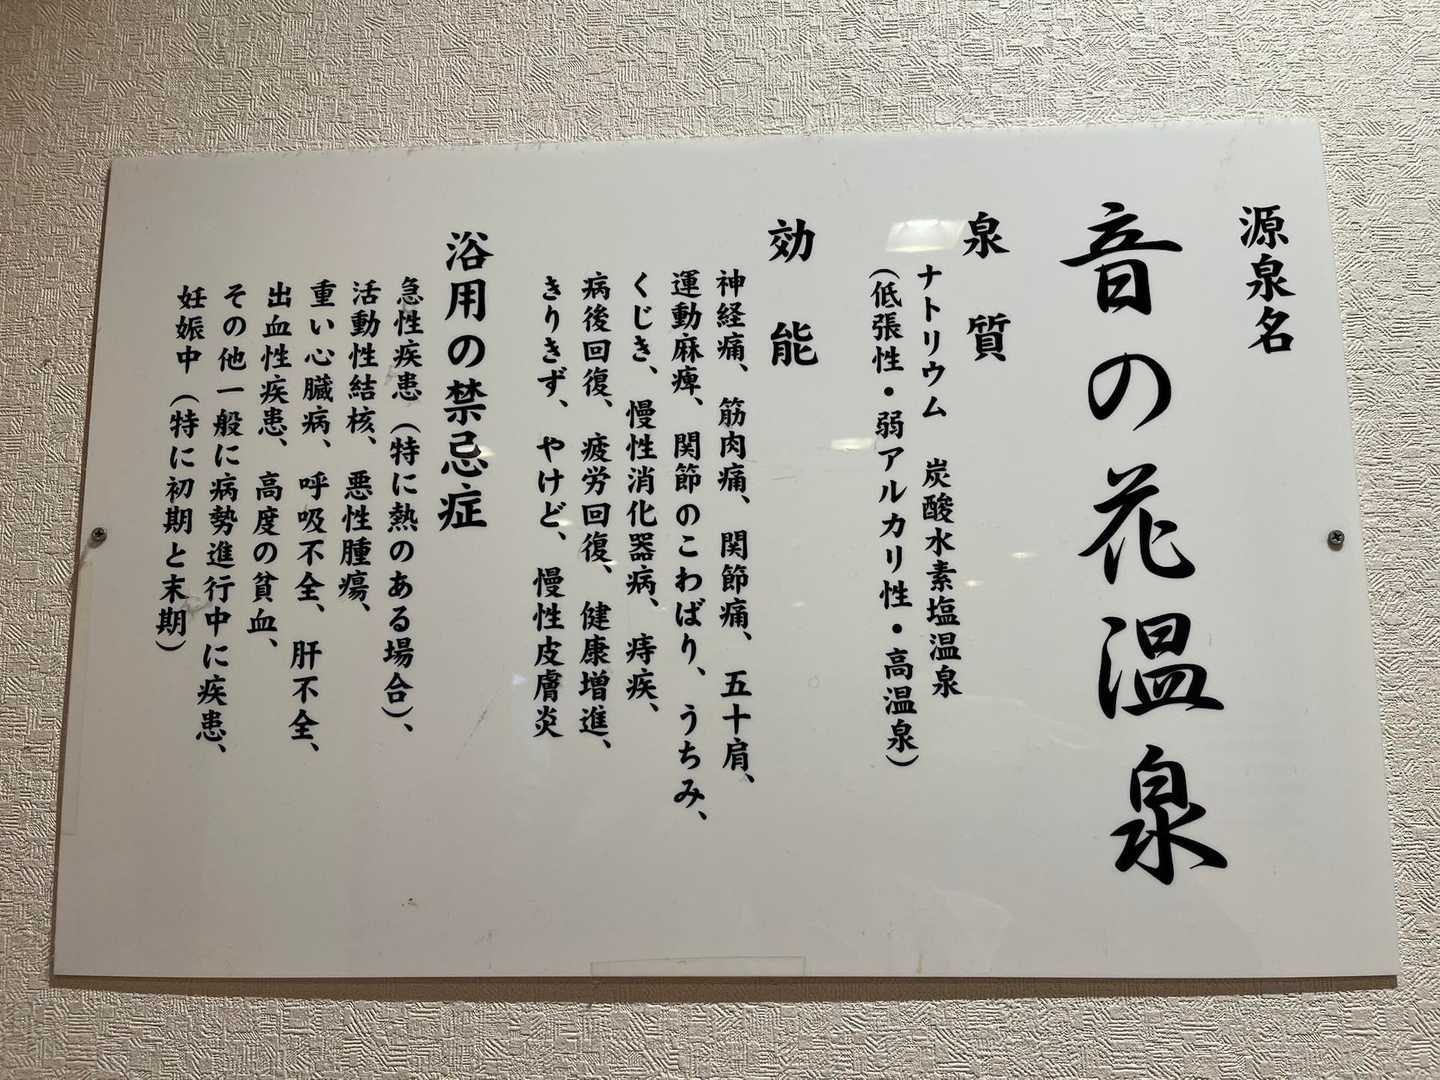 源泉名
音の花温泉
泉質
ナトリウム 炭酸水素塩温泉
(低張性・弱アルカリ性・高温泉)
効能
神経痛、筋肉痛、関節痛、五十肩、
運動麻痺、関節のこわばり、うちみ、
くじき、慢性消化器病、痔疾、
病後回復、疲労回復、健康増進、
きりきず、やけど、慢性皮膚炎
浴用の禁忌症
急性疾患(特に熱のある場合)、
活動性結核、悪性腫瘍、
重い心臓病、呼吸不全、肝不全、
出血性疾患、高度の貧血、
その他一般に病勢進行中に疾患、
妊娠中(特に初期と末期)